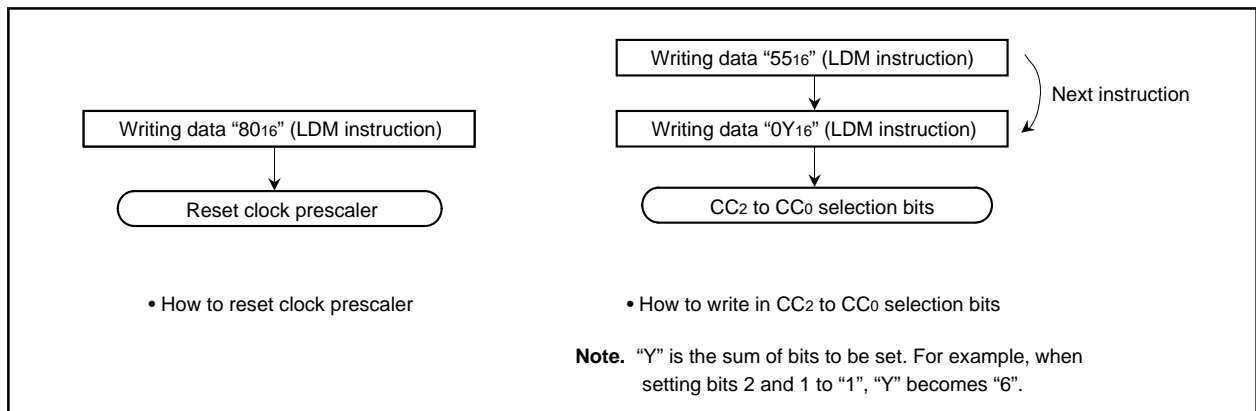 Writing data “80₁₆” (LDM instruction)
Reset clock prescaler
• How to reset clock prescaler
Writing data “55₁₆” (LDM instruction)
Next instruction
Writing data “0Y₁₆” (LDM instruction)
CC₂ to CC₀ selection bits
• How to write in CC₂ to CC₀ selection bits
Note. “Y” is the sum of bits to be set. For example, when
setting bits 2 and 1 to “1”, “Y” becomes “6”.